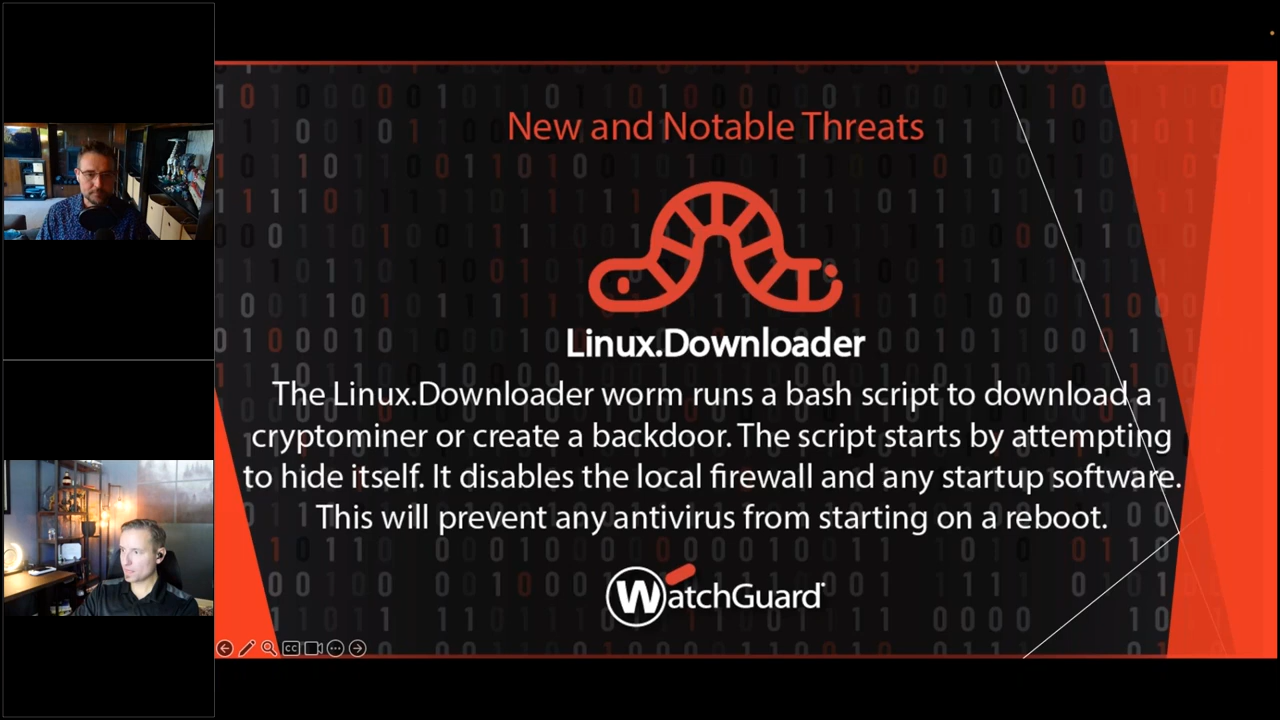 New and Notable Threats
Linux.Downloader
The Linux.Downloader worm runs a bash script to download a
cryptominer or create a backdoor. The script starts by attempting
to hide itself. It disables the local firewall and any startup software.
This will prevent any antivirus from starting on a reboot.
WatchGuard
CC